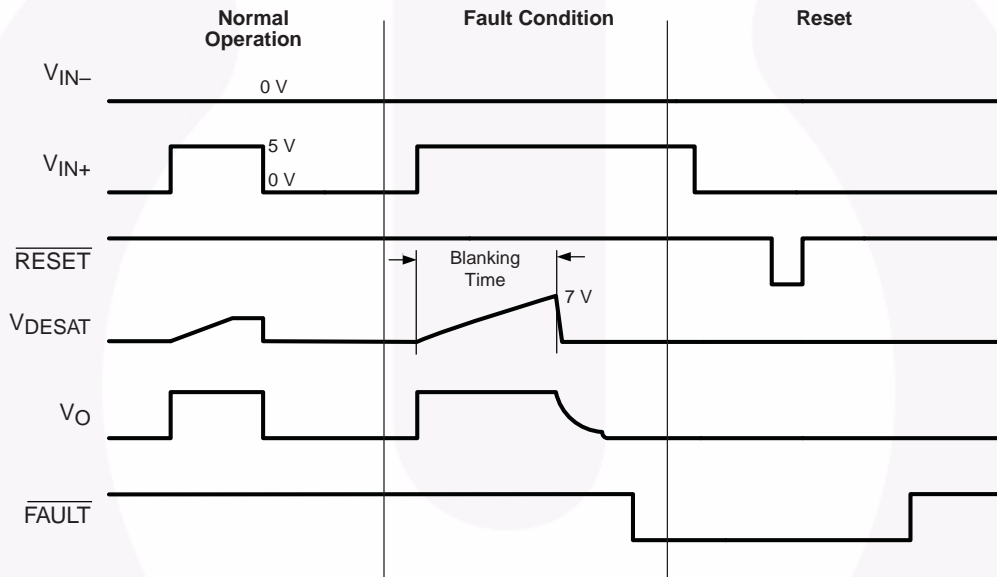 Normal
Operation
Fault Condition
Reset
VIN–
0 V
VIN+
5 V
0 V
RESET
Blanking
Time
VDESAT
7 V
VO
FAULT